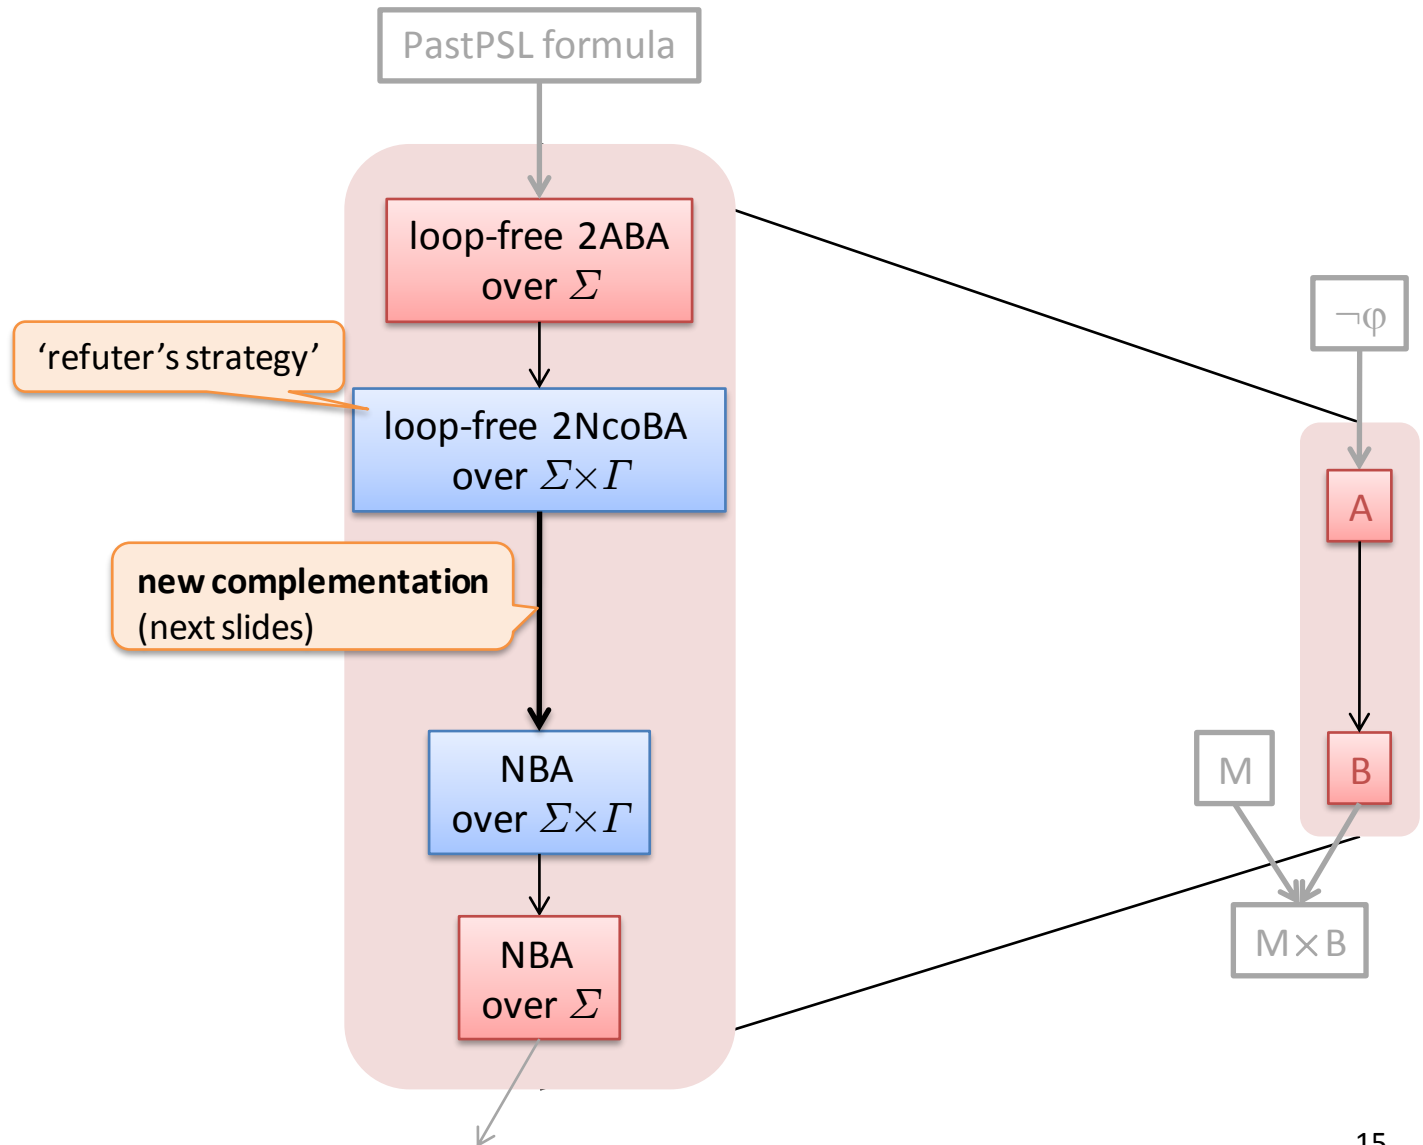 PastPSL formula
loop-free 2ABA
over Σ
‘refuter’s strategy’
loop-free 2NcoBA
over Σ×Γ
new complementation
(next slides)
NBA
over Σ×Γ
NBA
over Σ
¬φ
A
B
M
M×B
15